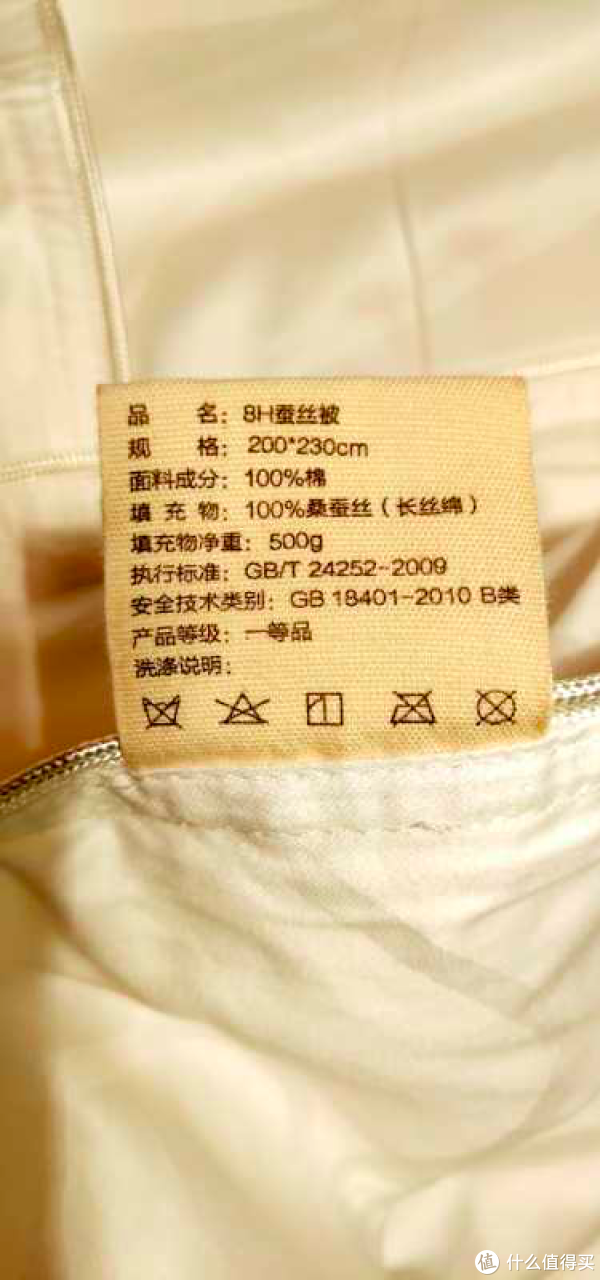 品 名：8H蚕丝被
规 格：200*230cm
面料成分：100%棉
填 充 物：100%桑蚕丝（长丝绵）
填充物净重：500g
执行标准：GB/T 24252-2009
安全技术类别：GB 18401-2010 B类
产品等级：一等品
洗涤说明：
值 什么值得买